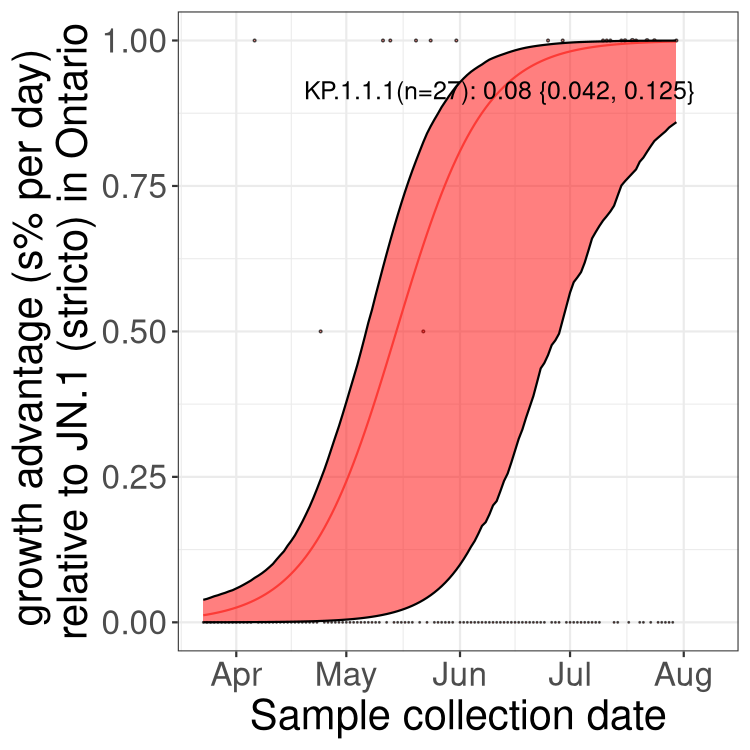 growth advantage (s% per day)
relative to JN.1 (stricto) in Ontario
1.00
0.75
0.50
0.25
0.00
KP.1.1.1(n=27): 0.08 {0.042, 0.125}
Apr May Jun Jul Aug
Sample collection date